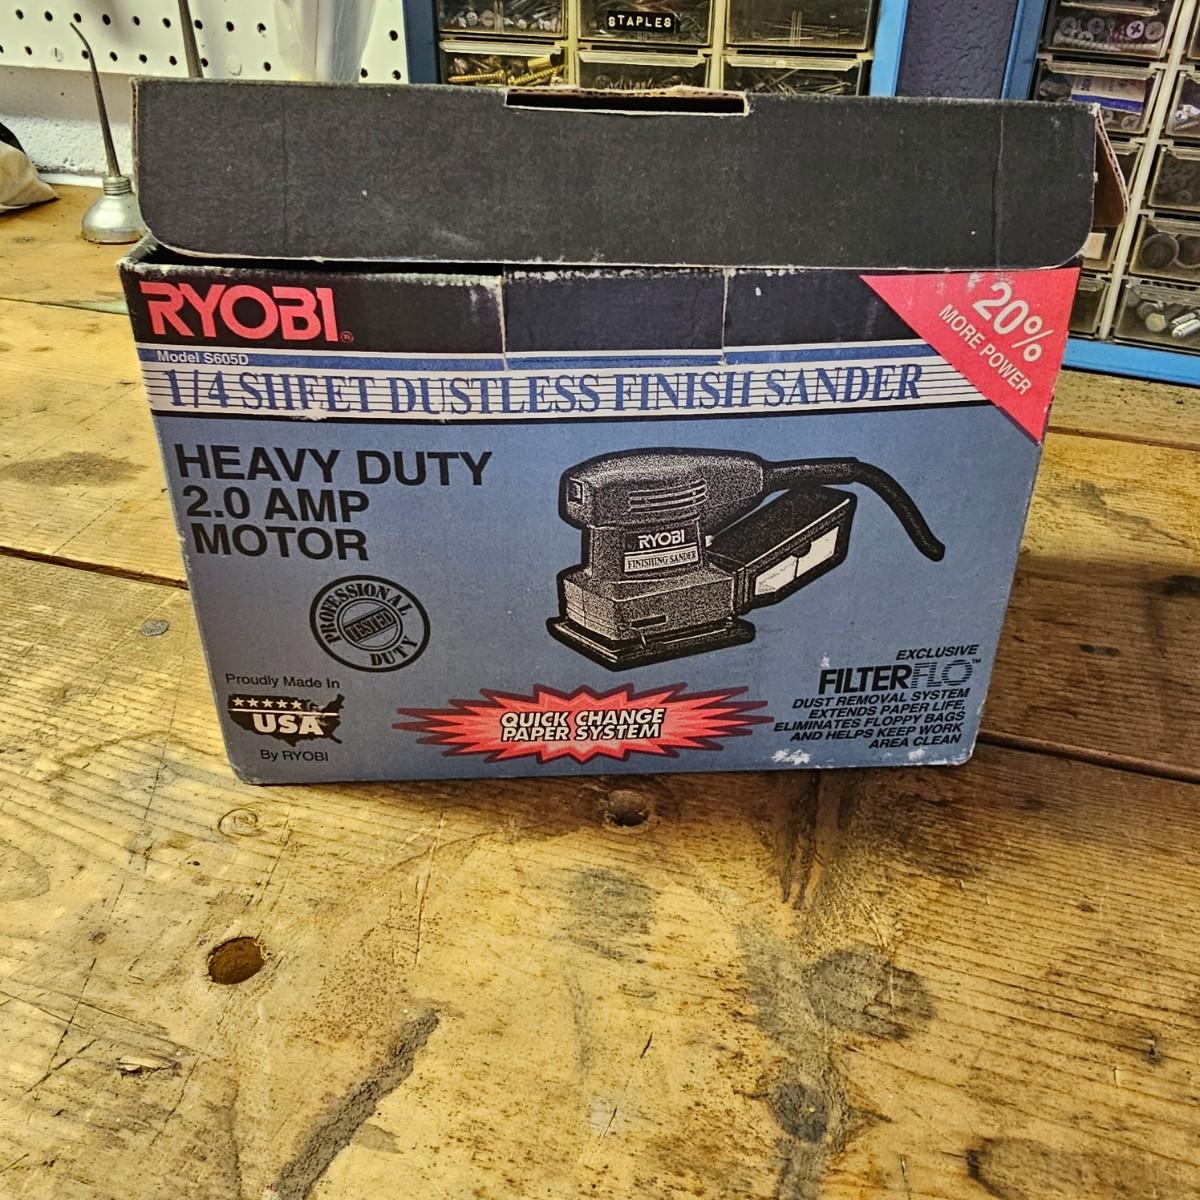 STAPLES
RYOBI®
20%
MORE POWER
Model S605D
1/4 SHEET DUSTLESS FINISH SANDER
HEAVY DUTY
2.0 AMP
MOTOR
RYOBI
FINISHING SANDER
PROFESSIONAL
TESTED
DUTY
Proudly Made In
USA
By RYOBI
QUICK CHANGE
PAPER SYSTEM
EXCLUSIVE
FILTERFLO™
DUST REMOVAL SYSTEM
EXTENDS PAPER LIFE,
ELIMINATES FLOPPY BAGS
AND HELPS KEEP WORK
AREA CLEAN